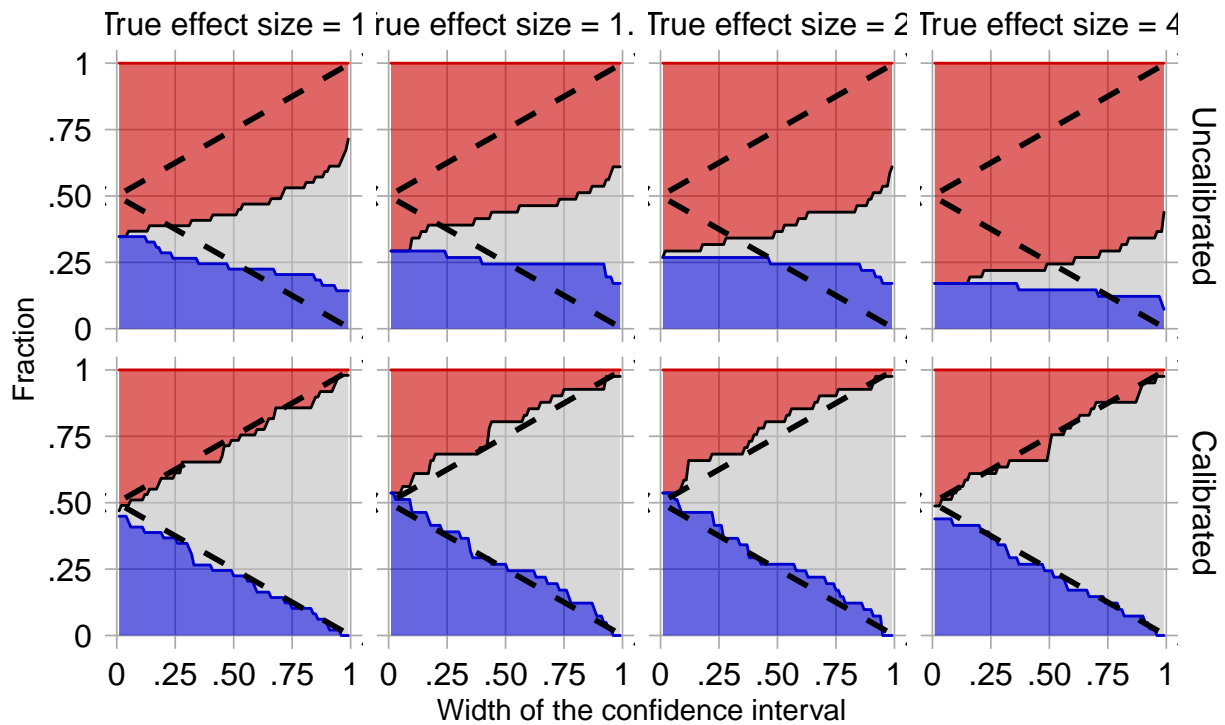 True effect size = 1
True effect size = 1.
True effect size = 2
True effect size = 4
1
.75
.50
.25
0
Uncalibrated
Fraction
1
.75
.50
.25
0
Calibrated
0 .25 .50 .75 1
0 .25 .50 .75 1
0 .25 .50 .75 1
0 .25 .50 .75 1
Width of the confidence interval